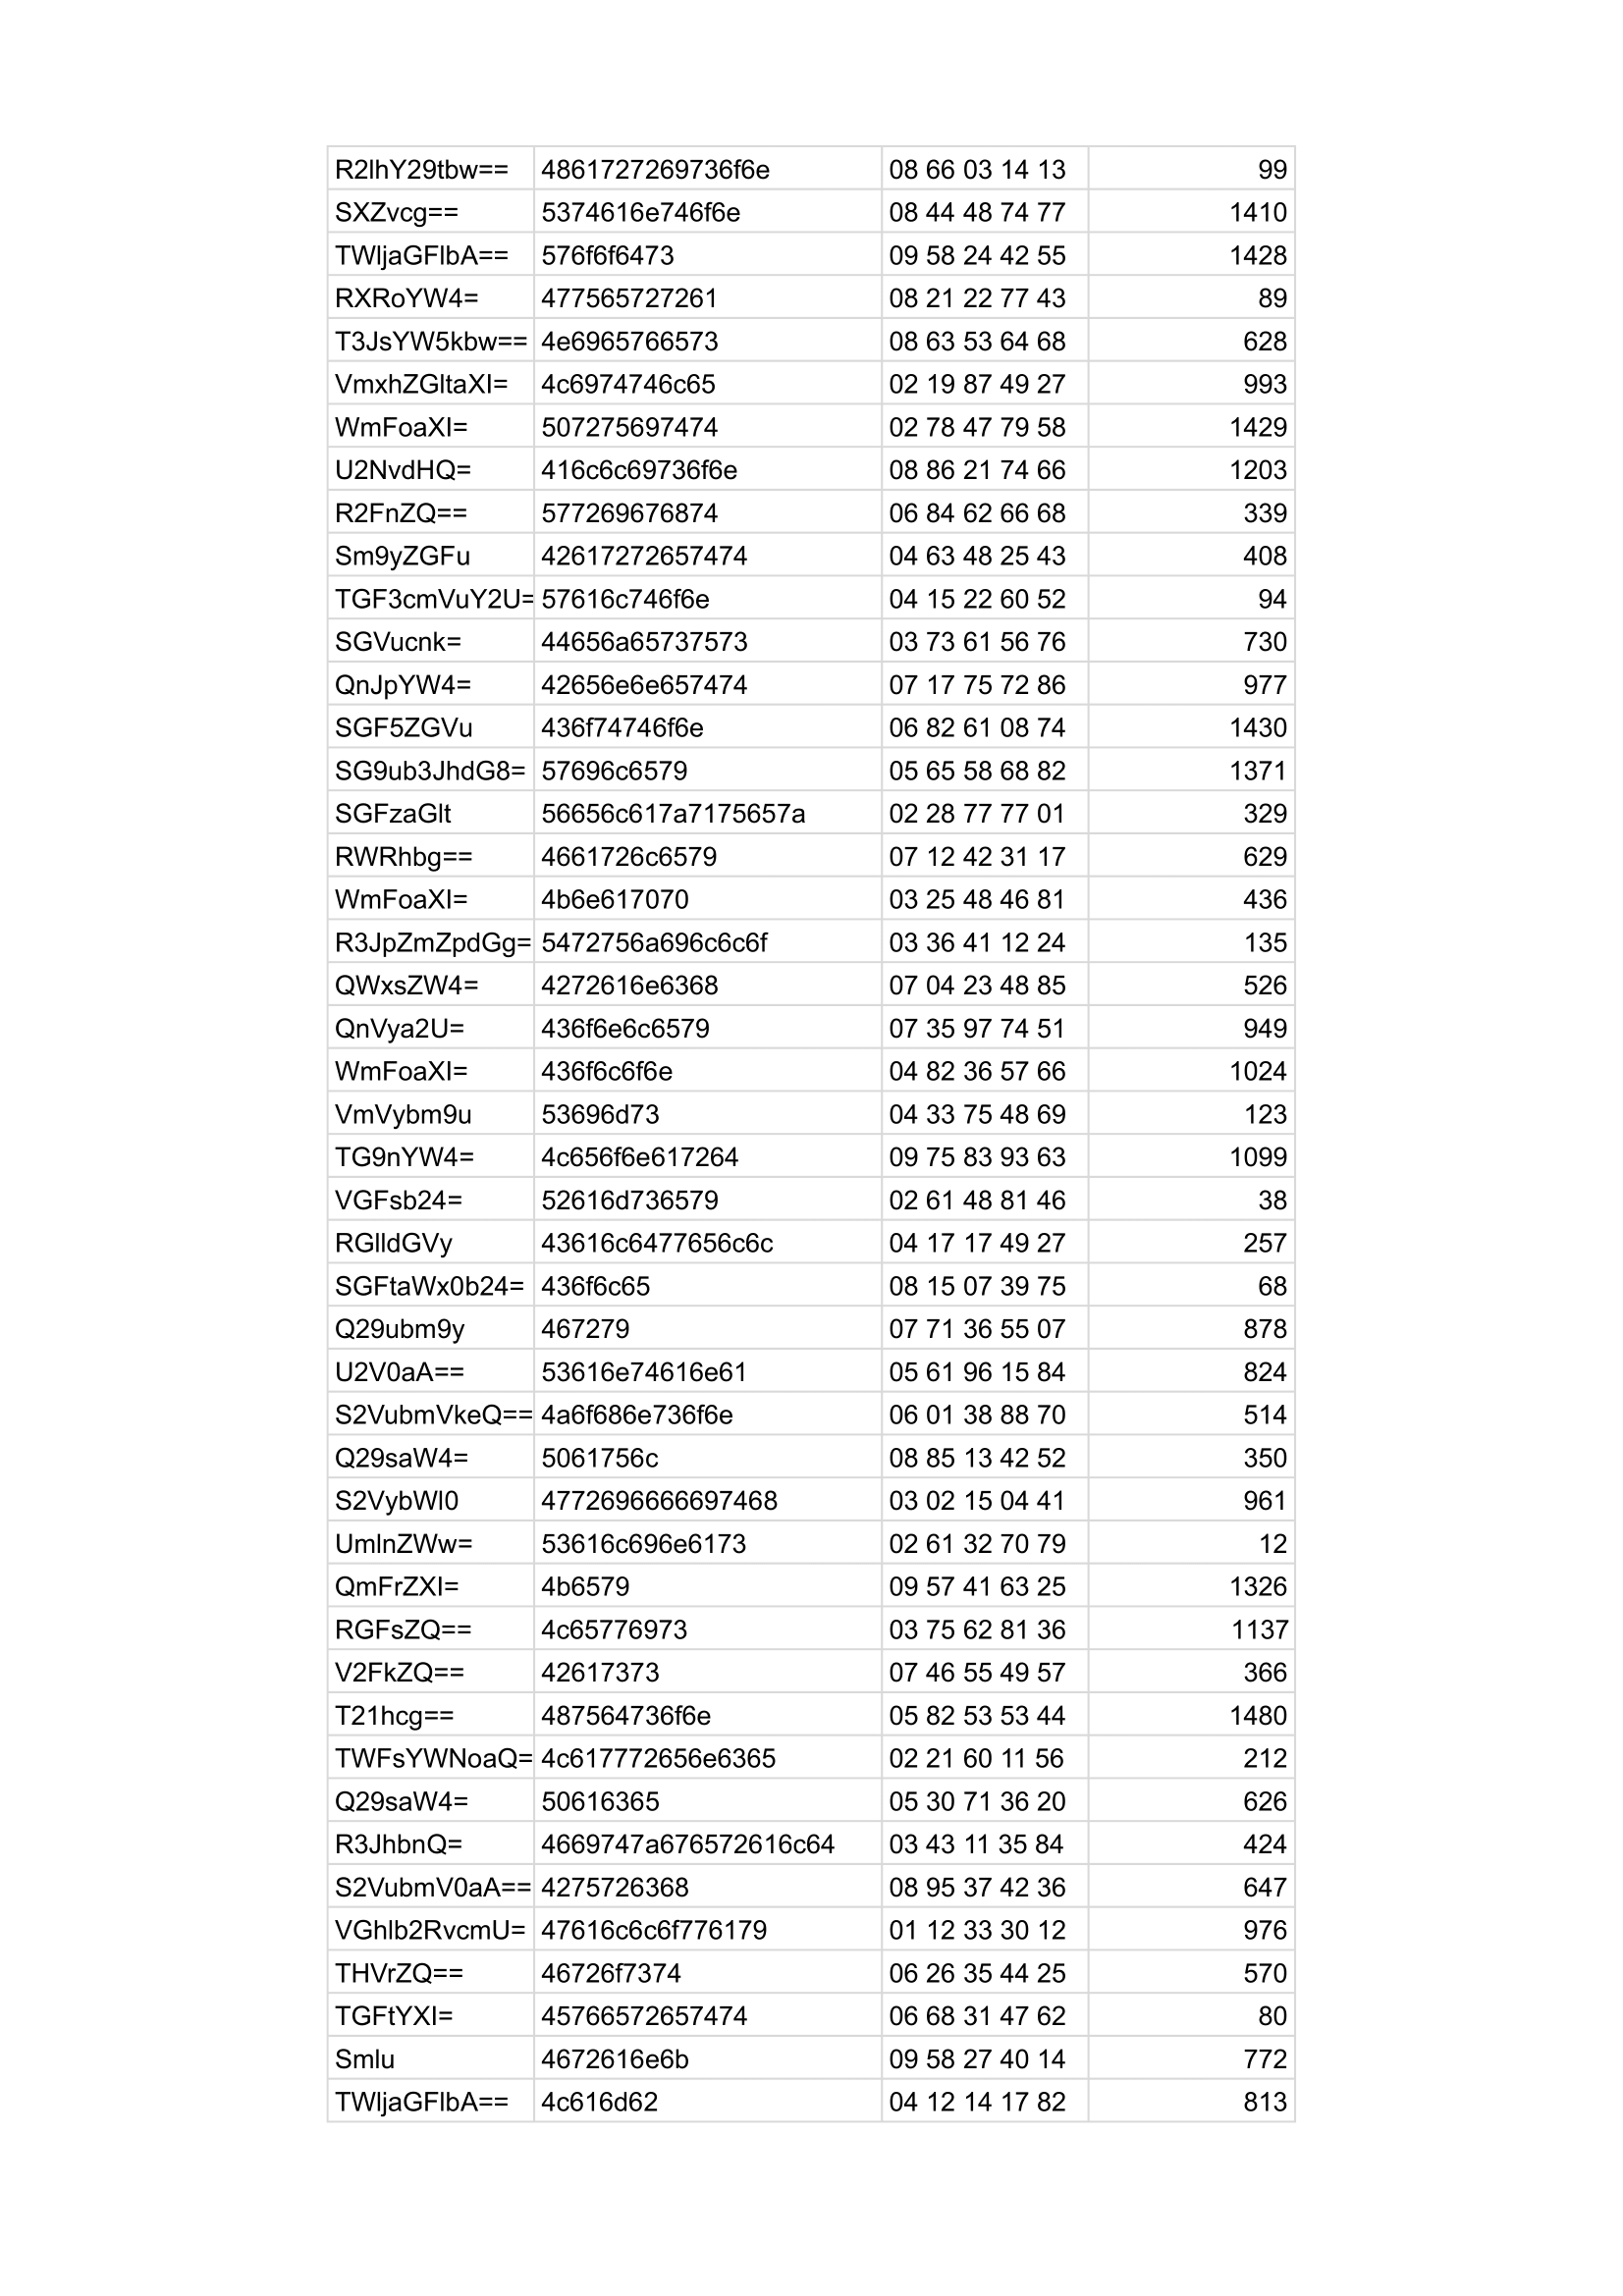 R2lhY29tbw== 4861727269736f6e 08 66 03 14 13 99
SXZvcg== 5374616e746f6e 08 44 48 74 77 1410
TWljaGFlbA== 576f6f6473 09 58 24 42 55 1428
RXRoYW4= 477565727261 08 21 22 77 43 89
T3JsYW5kbw== 4e6965766573 08 63 53 64 68 628
VmxhZGltaXI= 4c6974746c65 02 19 87 49 27 993
WmFoaXI= 507275697474 02 78 47 79 58 1429
U2NvdHQ= 416c6c69736f6e 08 86 21 74 66 1203
R2FnZQ== 577269676874 06 84 62 66 68 339
Sm9yZGFu 42617272657474 04 63 48 25 43 408
TGF3cmVuY2U= 57616c746f6e 04 15 22 60 52 94
SGVucnk= 44656a65737573 03 73 61 56 76 730
QnJpYW4= 42656e6e657474 07 17 75 72 86 977
SGF5ZGVu 436f74746f6e 06 82 61 08 74 1430
SG9ub3JhdG8= 57696c6579 05 65 58 68 82 1371
SGFzaGlt 56656c617a7175657a 02 28 77 77 01 329
RWRhbg== 4661726c6579 07 12 42 31 17 629
WmFoaXI= 4b6e617070 03 25 48 46 81 436
R3JpZmZpdGg= 5472756a696c6c6f 03 36 41 12 24 135
QWxsZW4= 4272616e6368 07 04 23 48 85 526
QnVya2U= 436f6e6c6579 07 35 97 74 51 949
WmFoaXI= 436f6c6f6e 04 82 36 57 66 1024
VmVybm9u 53696d73 04 33 75 48 69 123
TG9nYW4= 4c656f6e617264 09 75 83 93 63 1099
VGFsb24= 52616d736579 02 61 48 81 46 38
RGlldGVy 43616c6477656c6c 04 17 17 49 27 257
SGFtaWx0b24= 436f6c65 08 15 07 39 75 68
Q29ubm9y 467279 07 71 36 55 07 878
U2V0aA== 53616e74616e61 05 61 96 15 84 824
S2VubmVkeQ== 4a6f686e736f6e 06 01 38 88 70 514
Q29saW4= 5061756c 08 85 13 42 52 350
S2VybWl0 4772696666697468 03 02 15 04 41 961
UmlnZWw= 53616c696e6173 02 61 32 70 79 12
QmFrZXI= 4b6579 09 57 41 63 25 1326
RGFsZQ== 4c65776973 03 75 62 81 36 1137
V2FkZQ== 42617373 07 46 55 49 57 366
T21hcg== 487564736f6e 05 82 53 53 44 1480
TWFsYWNoaQ= 4c617772656e6365 02 21 60 11 56 212
Q29saW4= 50616365 05 30 71 36 20 626
R3JhbnQ= 4669747a676572616c64 03 43 11 35 84 424
S2VubmV0aA== 4275726368 08 95 37 42 36 647
VGhlb2RvcmU= 47616c6c6f776179 01 12 33 30 12 976
THVrZQ== 46726f7374 06 26 35 44 25 570
TGFtYXI= 45766572657474 06 68 31 47 62 80
Smlu 4672616e6b 09 58 27 40 14 772
TWljaGFlbA== 4c616d62 04 12 14 17 82 813